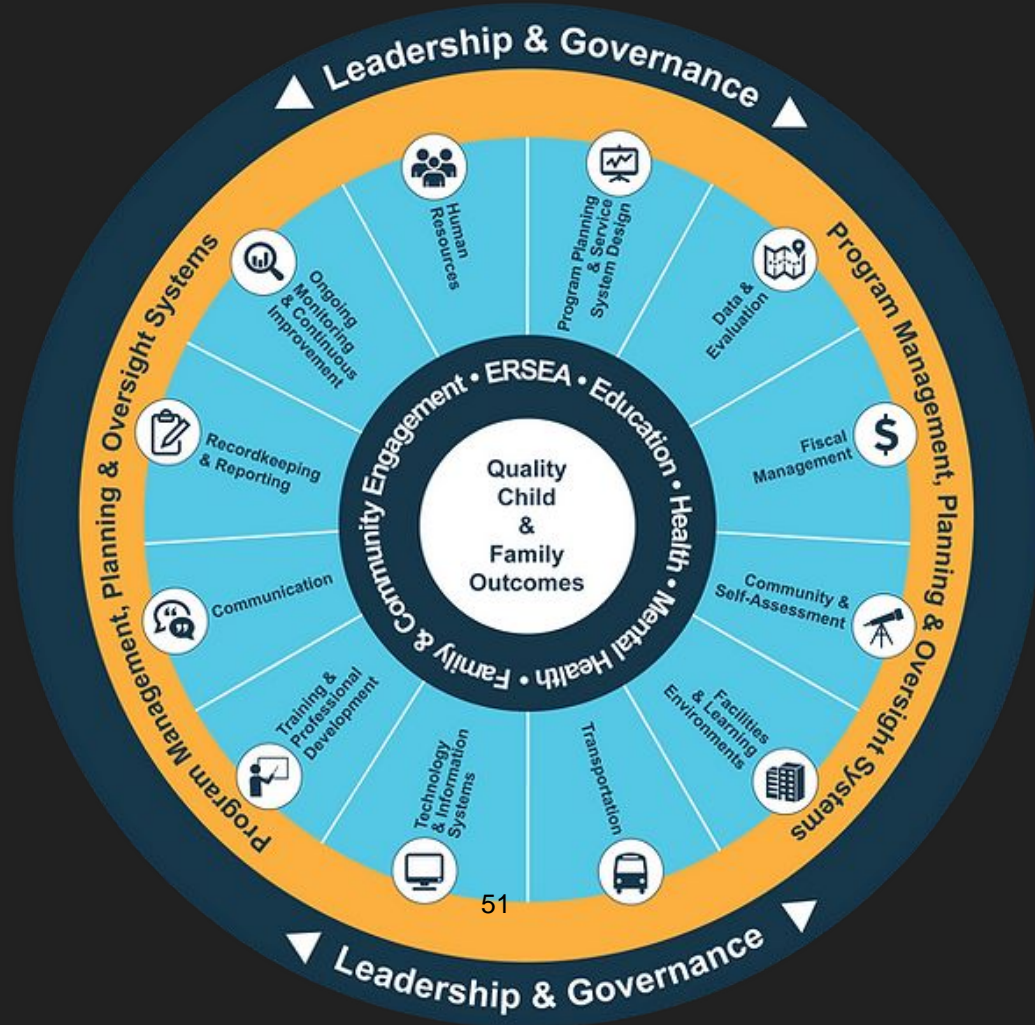 Leadership & Governance
Program Management, Planning & Oversight Systems
Program Management, Planning & Oversight Systems
Human
Resources
Program Planning
& Service
System Design
Data &
Evaluation
Fiscal
Management
$
Community &
Self-Assessment
Facilities
& Learning
Environments
Transportation
Technology
& Information
Systems
Training &
Professional
Development
Communication
Recordkeeping
& Reporting
Ongoing
Monitoring
& Continuous
Improvement
ERSEA • Education • Health • Mental Health • Family & Community Engagement •
Quality
Child
&
Family
Outcomes
51
Leadership & Governance